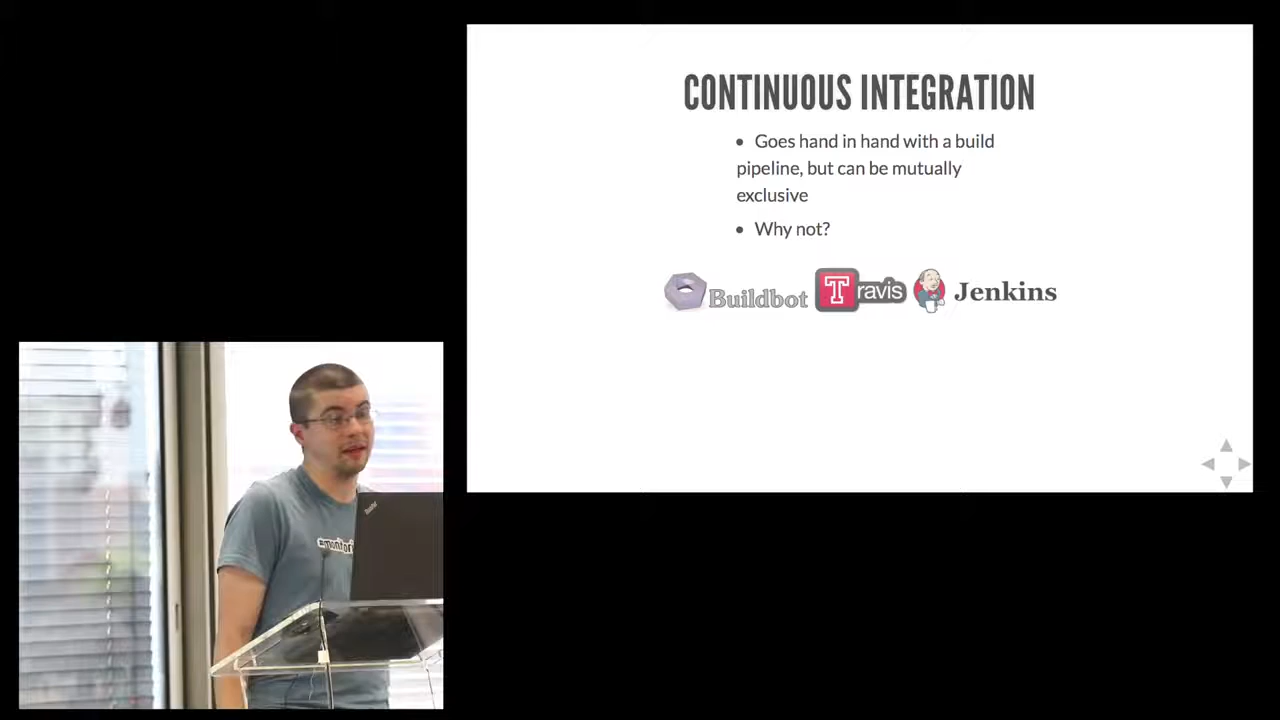 CONTINUOUS INTEGRATION
• Goes hand in hand with a build
pipeline, but can be mutually
exclusive
• Why not?
Buildbot Travis Jenkins
ThinkPad